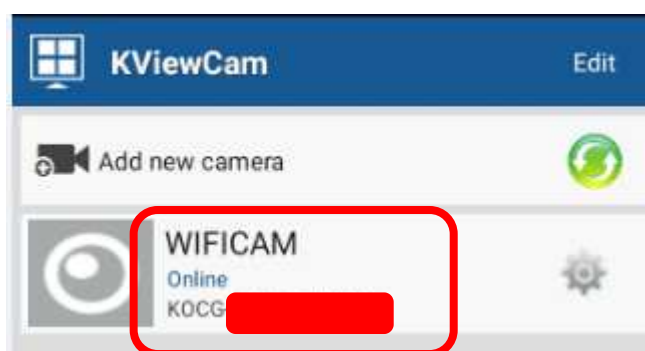 KViewCam
Edit
Add new camera
WIFICAM
Online
KOCG